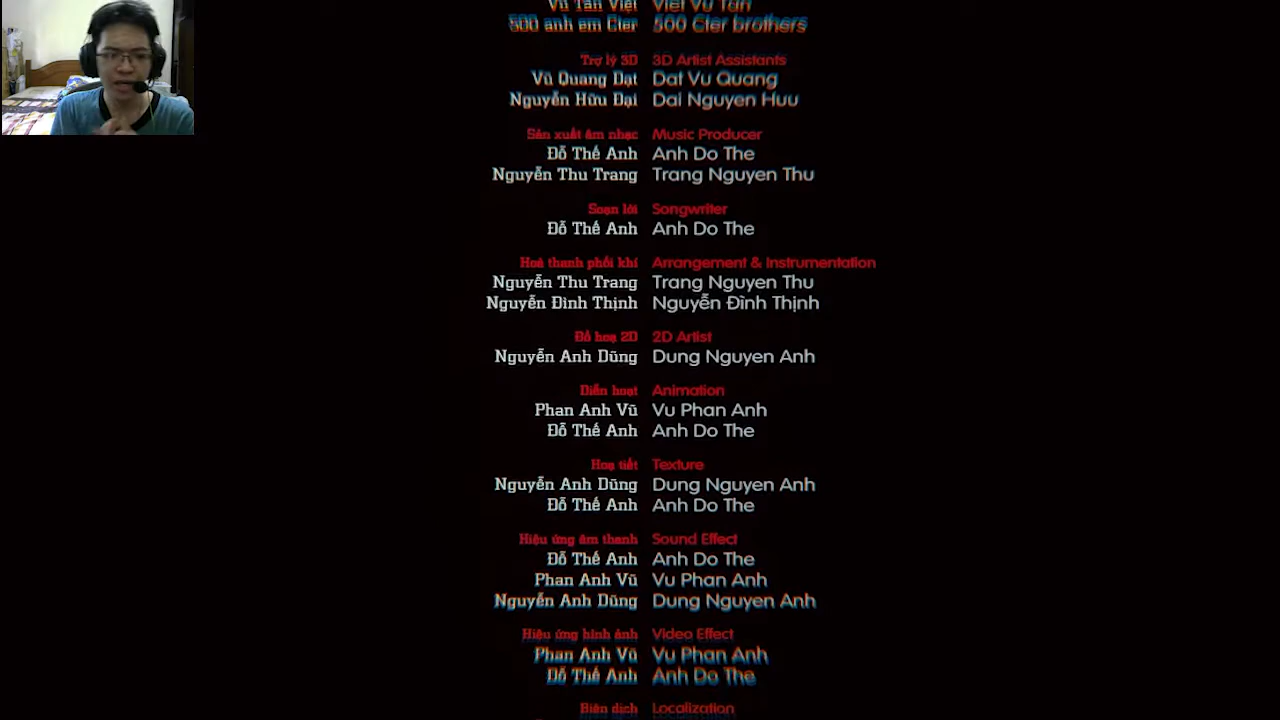 Vũ Tấn Việt Viet Vu Tan
500 anh em Cter 500 Cter brothers
Trợ lý 3D 3D Artist Assistants
Vũ Quang Đạt Dat Vu Quang
Nguyễn Hữu Đại Dai Nguyen Huu
Sản xuất âm nhạc Music Producer
Đỗ Thế Anh Anh Do The
Nguyễn Thu Trang Trang Nguyen Thu
Soạn lời Songwriter
Đỗ Thế Anh Anh Do The
Hoà thanh phối khí Arrangement & Instrumentation
Nguyễn Thu Trang Trang Nguyen Thu
Nguyễn Đình Thịnh Nguyễn Đình Thịnh
Đồ hoạ 2D 2D Artist
Nguyễn Anh Dũng Dung Nguyen Anh
Diễn hoạt Animation
Phan Anh Vũ Vu Phan Anh
Đỗ Thế Anh Anh Do The
Hoạ tiết Texture
Nguyễn Anh Dũng Dung Nguyen Anh
Đỗ Thế Anh Anh Do The
Hiệu ứng âm thanh Sound Effect
Đỗ Thế Anh Anh Do The
Phan Anh Vũ Vu Phan Anh
Nguyễn Anh Dũng Dung Nguyen Anh
Hiệu ứng hình ảnh Video Effect
Phan Anh Vũ Vu Phan Anh
Đỗ Thế Anh Anh Do The
Biên dịch Localization